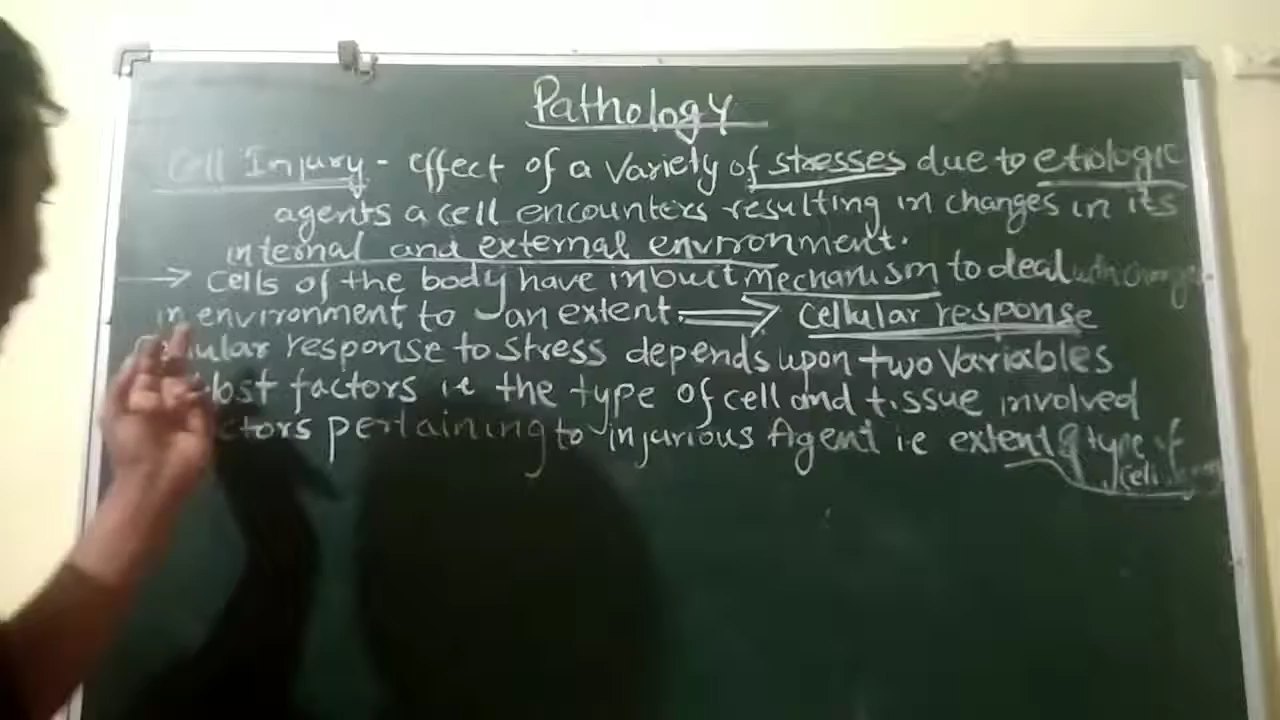 Pathology
Cell Injury - Effect of a variety of stresses due to etiologic
agents a cell encounters resulting in changes in its
internal and external environment.
→ Cells of the body have inbuit mechanism to deal with changes
in environment to an extent. ⟹ Cellular response
Cellular response to stress depends upon two variables
Host factors ie the type of cell and tissue involved
factors pertaining to injurious Agent ie extent & type of
cell